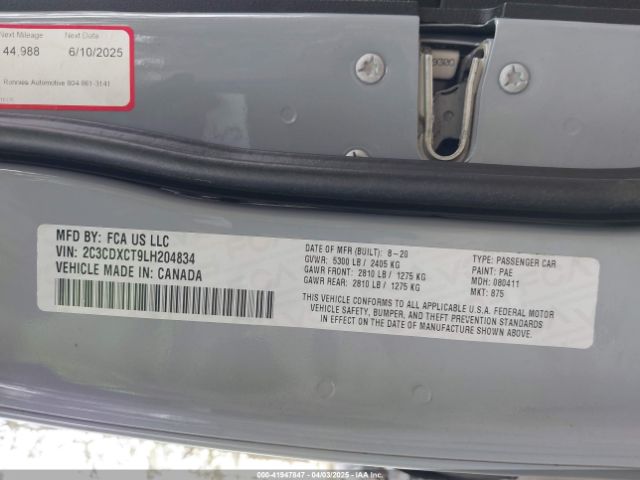 Next Mileage Next Date
44,988 6/10/2025
Ronnies Automotive 804-861-3141
9320
MFD BY: FCA US LLC
VIN: 2C3CDXCT9LH204834
VEHICLE MADE IN: CANADA
DATE OF MFR (BUILT): 8-20
GVWR: 5300 LB / 2405 KG
GAWR FRONT: 2810 LB / 1275 KG
GAWR REAR: 2810 LB / 1275 KG
TYPE: PASSENGER CAR
PAINT: PAE
MDH: 080411
MKT: 875
THIS VEHICLE CONFORMS TO ALL APPLICABLE U.S.A. FEDERAL MOTOR
VEHICLE SAFETY, BUMPER, AND THEFT PREVENTION STANDARDS
IN EFFECT ON THE DATE OF MANUFACTURE SHOWN ABOVE.
000-41947847 - 04/03/2025 - IAA Inc.